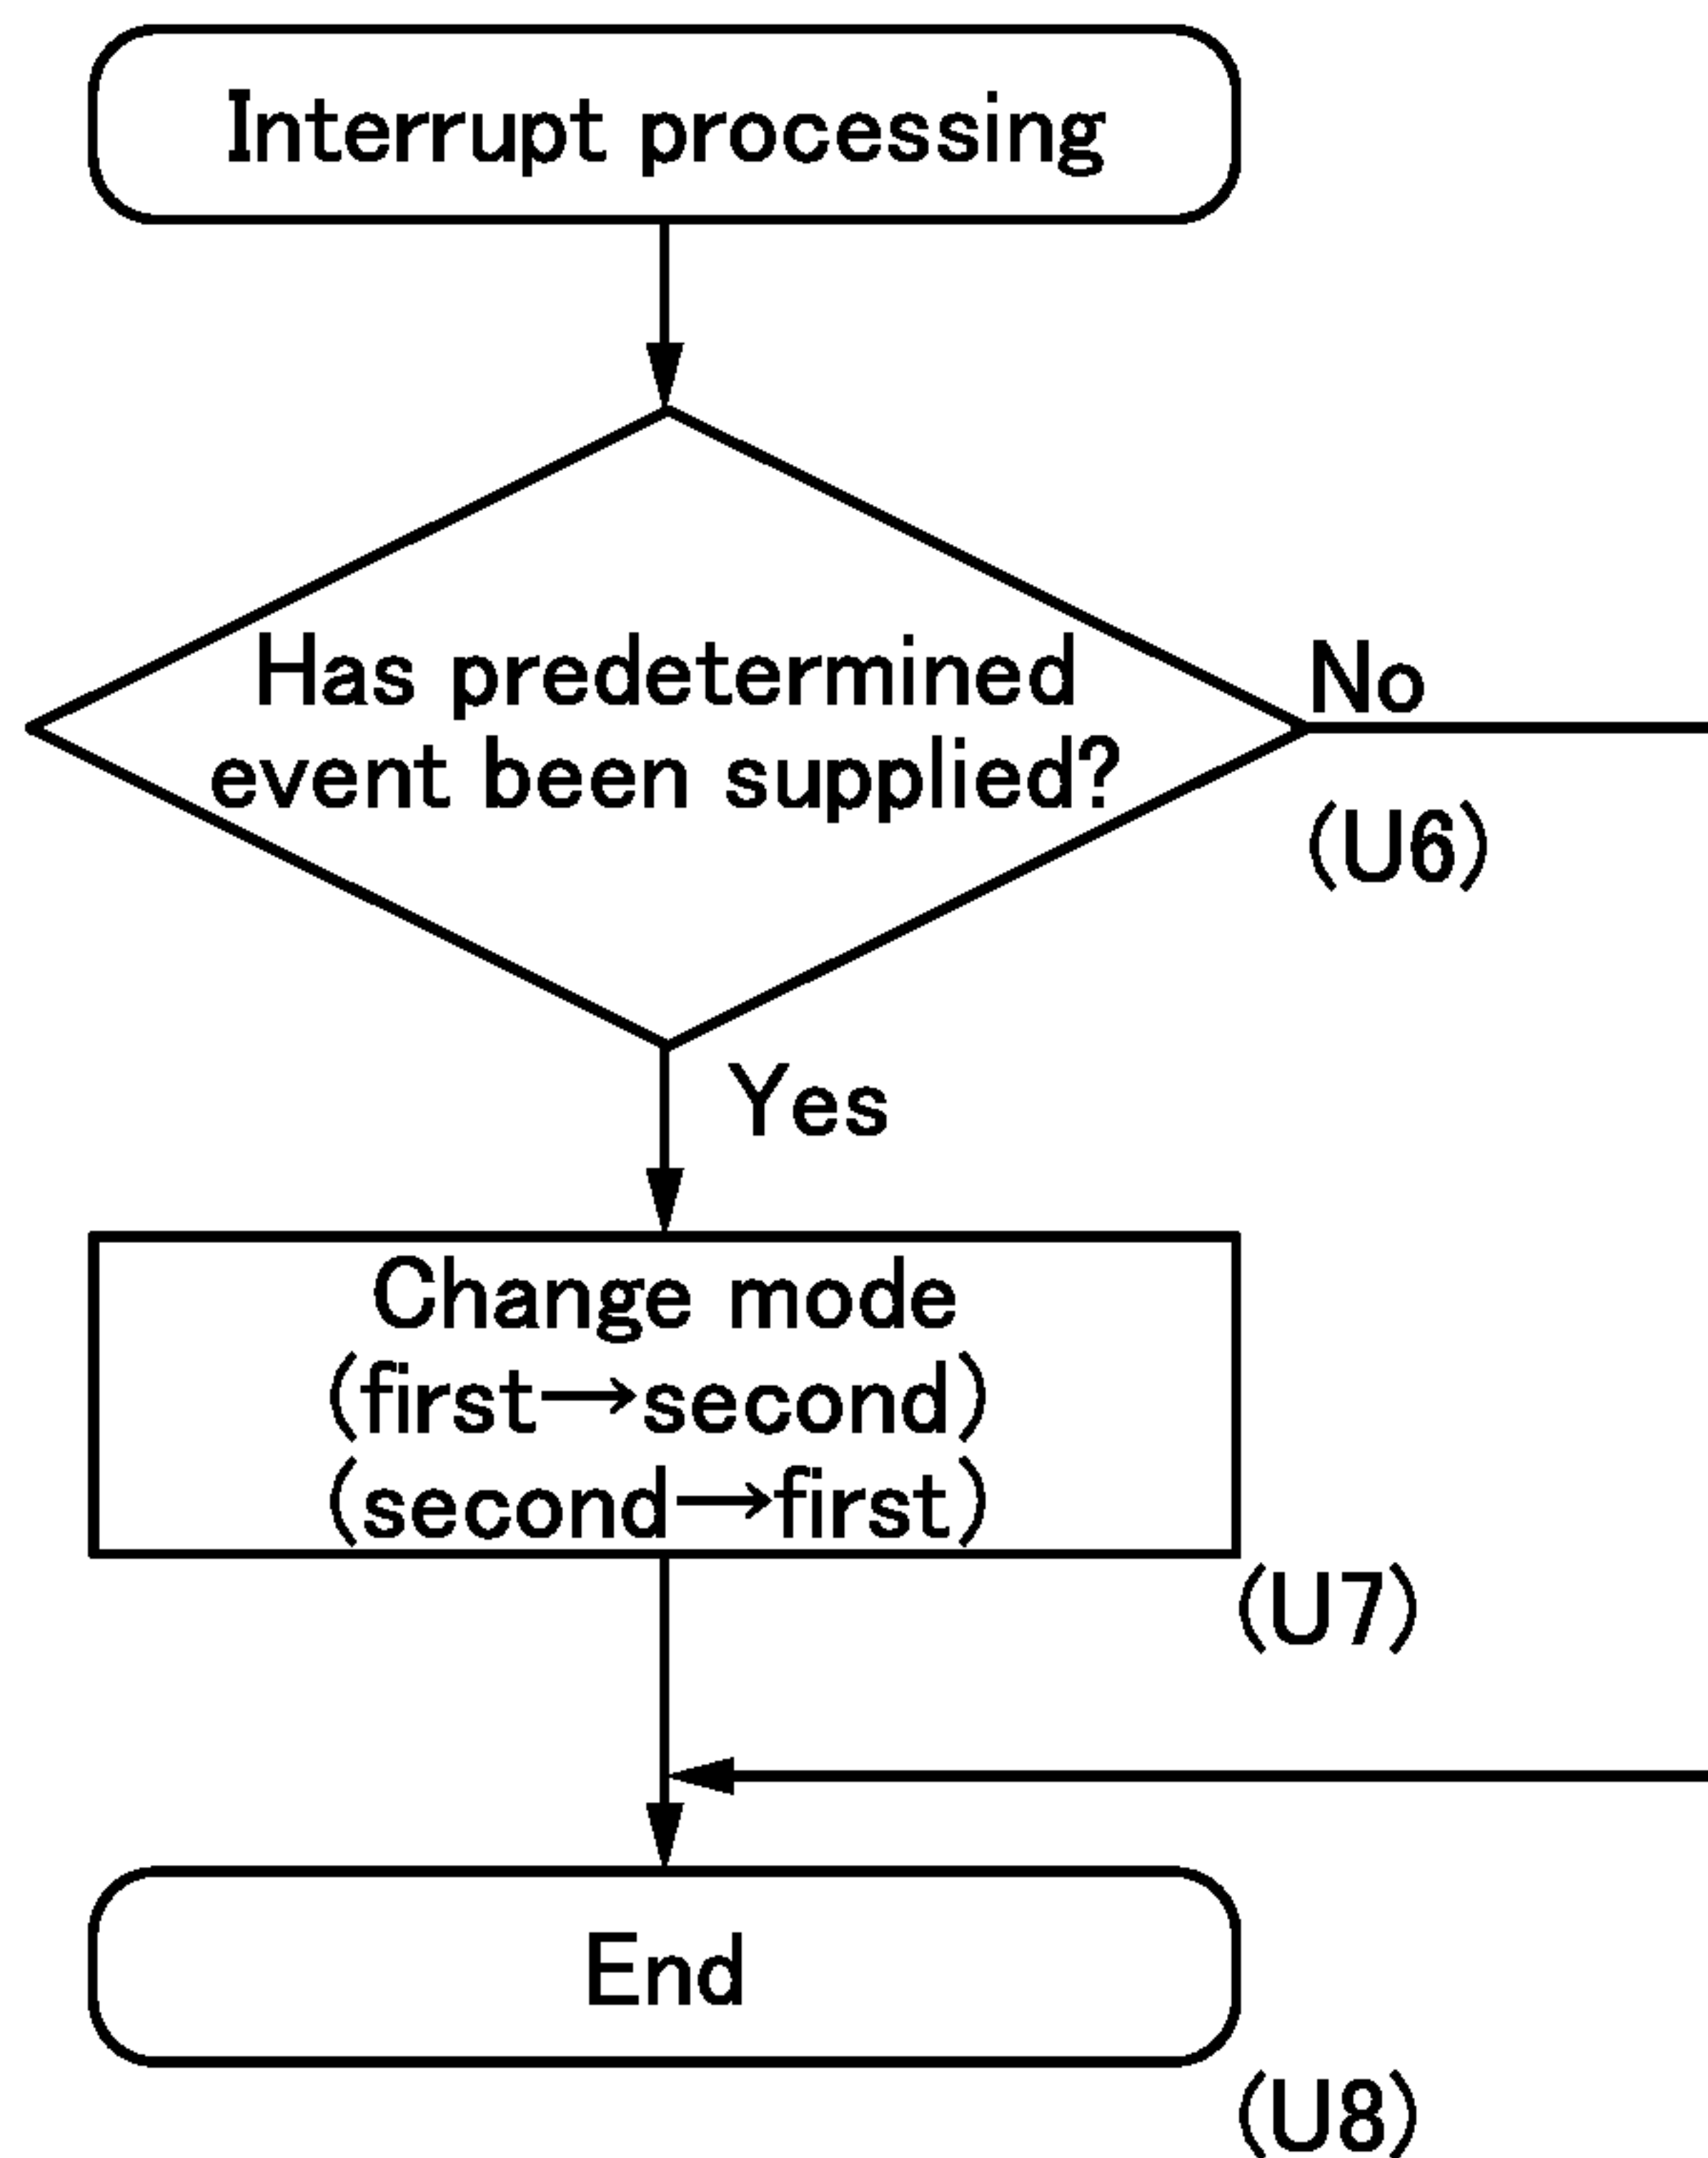 Interrupt processing
Has predetermined
event been supplied?
No
(U6)
Yes
Change mode
(first→second)
(second→first)
(U7)
End
(U8)